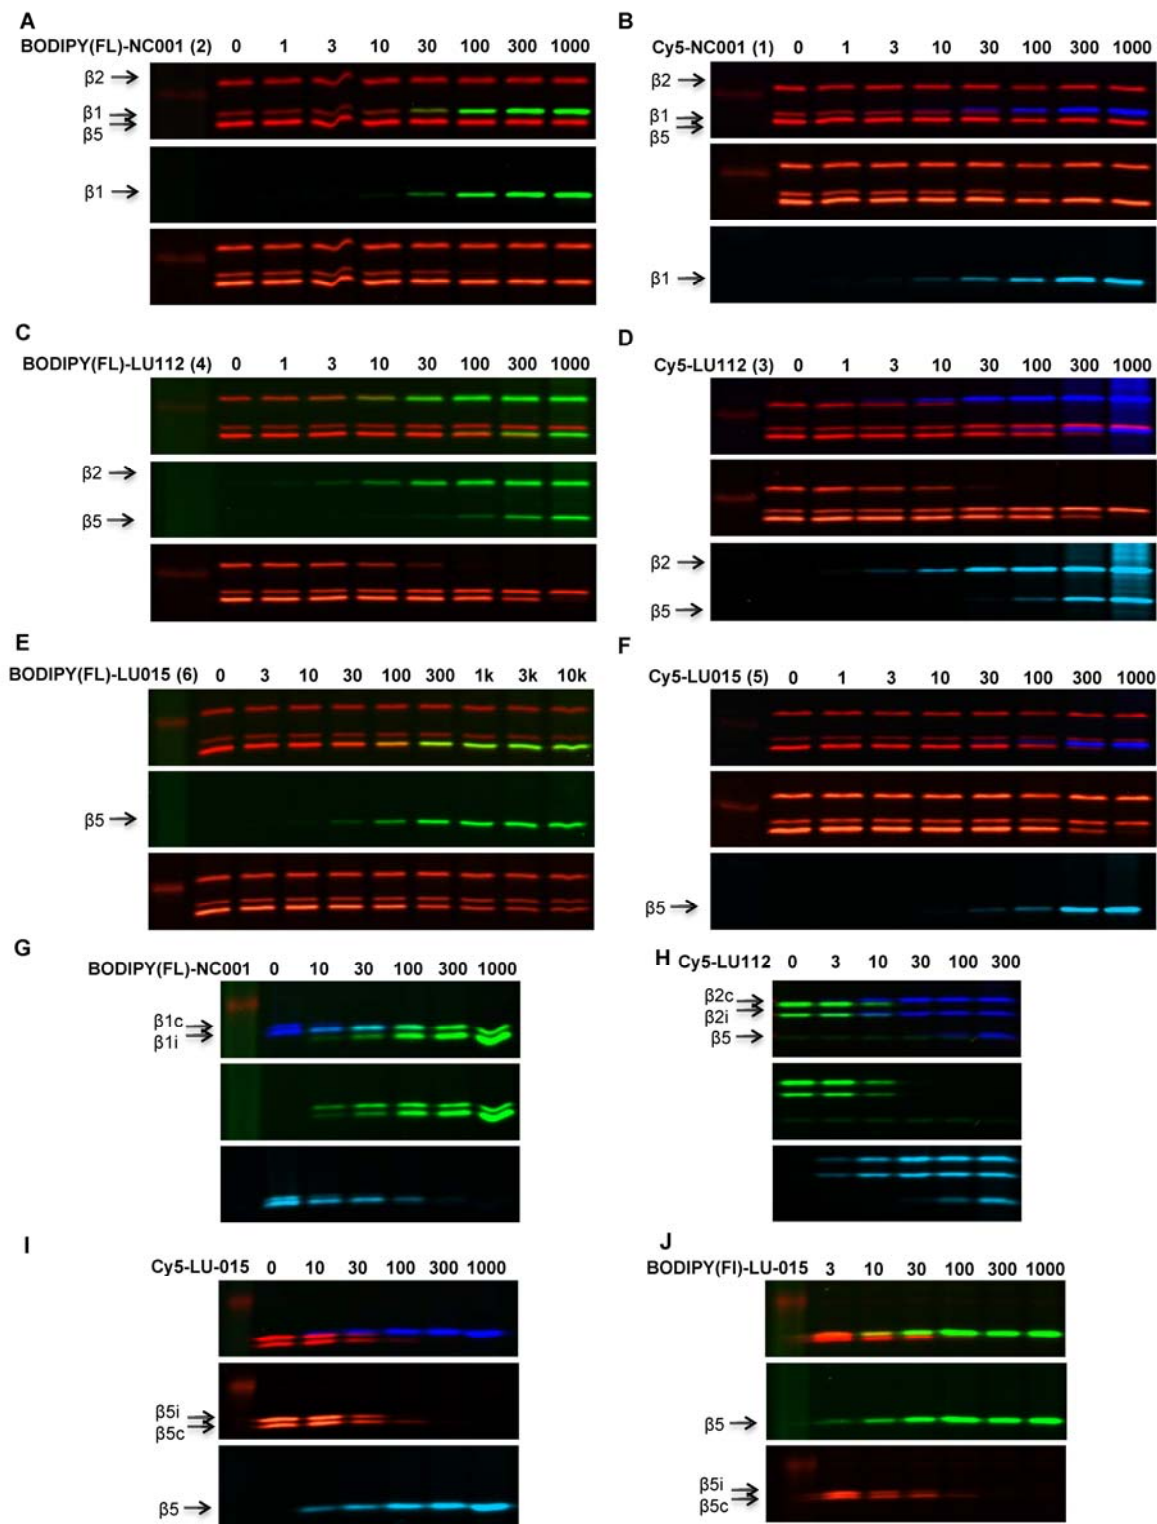 A
BODIPY(FL)-NC001 (2) 0 1 3 10 30 100 300 1000
β2
β1
β5
β1
B
Cy5-NC001 (1) 0 1 3 10 30 100 300 1000
β2
β1
β5
β1
C
BODIPY(FL)-LU112 (4) 0 1 3 10 30 100 300 1000
β2
β5
D
Cy5-LU112 (3) 0 1 3 10 30 100 300 1000
β2
β5
E
BODIPY(FL)-LU015 (6) 0 3 10 30 100 300 1k 3k 10k
β5
F
Cy5-LU015 (5) 0 1 3 10 30 100 300 1000
β5
G
BODIPY(FL)-NC001 0 10 30 100 300 1000
β1c
β1i
H
Cy5-LU112 0 3 10 30 100 300
β2c
β2i
β5
I
Cy5-LU-015 0 10 30 100 300 1000
β5i
β5c
β5
J
BODIPY(Fl)-LU-015 3 10 30 100 300 1000
β5
β5i
β5c